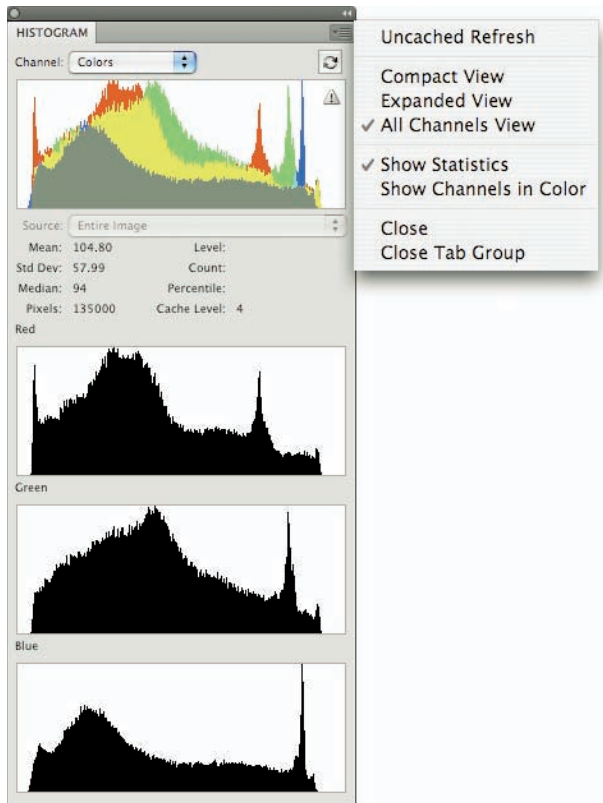 HISTOGRAM
Channel: Colors
Source: Entire Image
Mean: 104.80 Level:
Std Dev: 57.99 Count:
Median: 94 Percentile:
Pixels: 135000 Cache Level: 4
Red
Green
Blue
Uncached Refresh
Compact View
Expanded View
✓ All Channels View
✓ Show Statistics
Show Channels in Color
Close
Close Tab Group